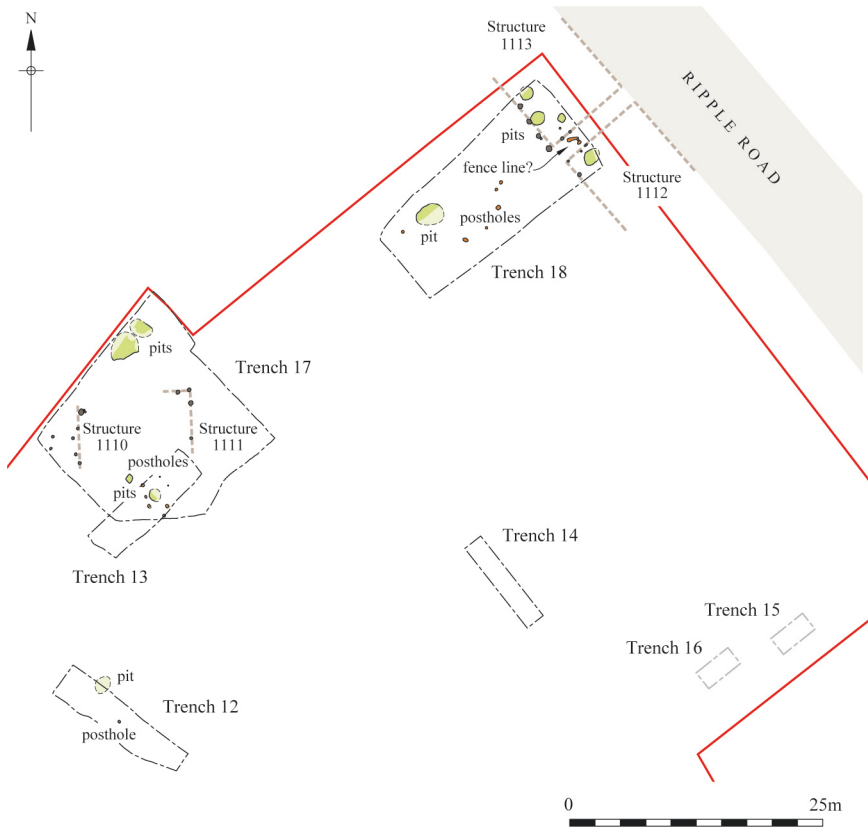 N
Structure
1113
RIPPLE ROAD
pits
fence line?
Structure
1112
postholes
pit
Trench 18
pits
Trench 17
Structure
1110
Structure
1111
postholes
pits
Trench 13
Trench 14
Trench 15
Trench 16
pit
Trench 12
posthole
0
25m